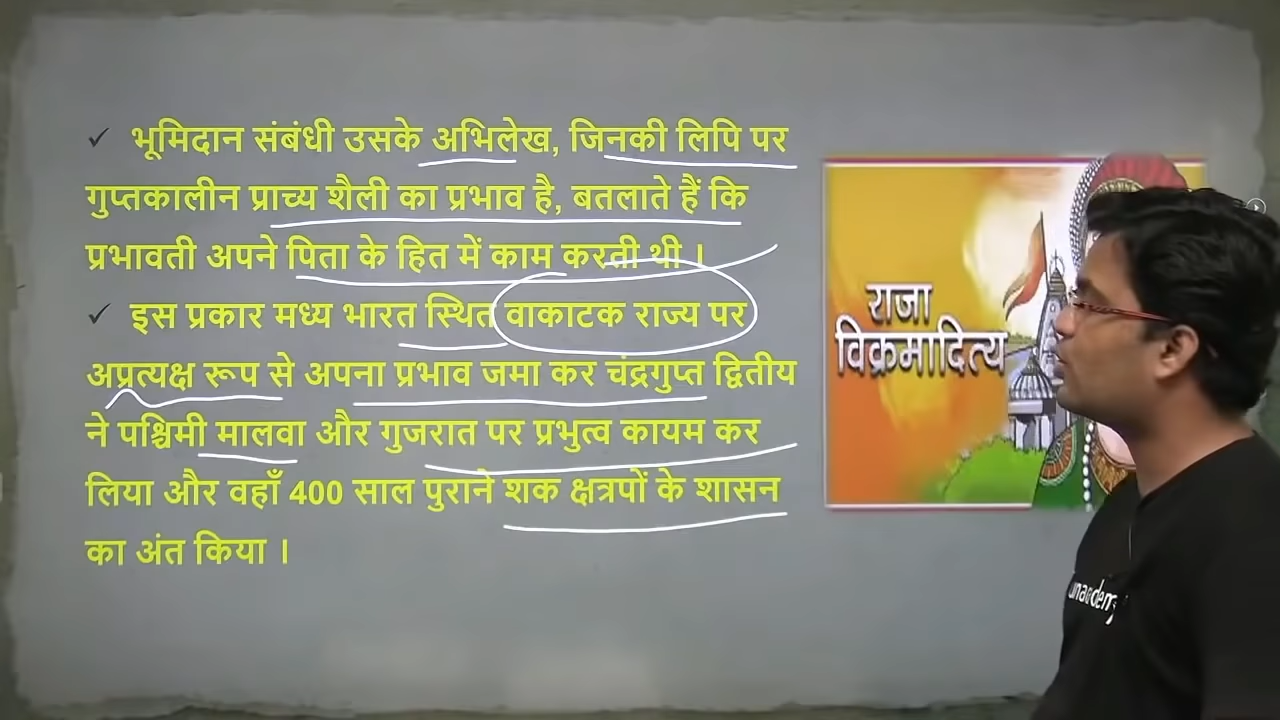 ✓ भूमिदान संबंधी उसके अभिलेख, जिनकी लिपि पर
गुप्तकालीन प्राच्य शैली का प्रभाव है, बतलाते हैं कि
प्रभावती अपने पिता के हित में काम करती थी ।
✓ इस प्रकार मध्य भारत स्थित वाकाटक राज्य पर
अप्रत्यक्ष रूप से अपना प्रभाव जमा कर चंद्रगुप्त द्वितीय
ने पश्चिमी मालवा और गुजरात पर प्रभुत्व कायम कर
लिया और वहाँ 400 साल पुराने शक क्षत्रपों के शासन
का अंत किया ।
राजा
विक्रमादित्य
unacademy